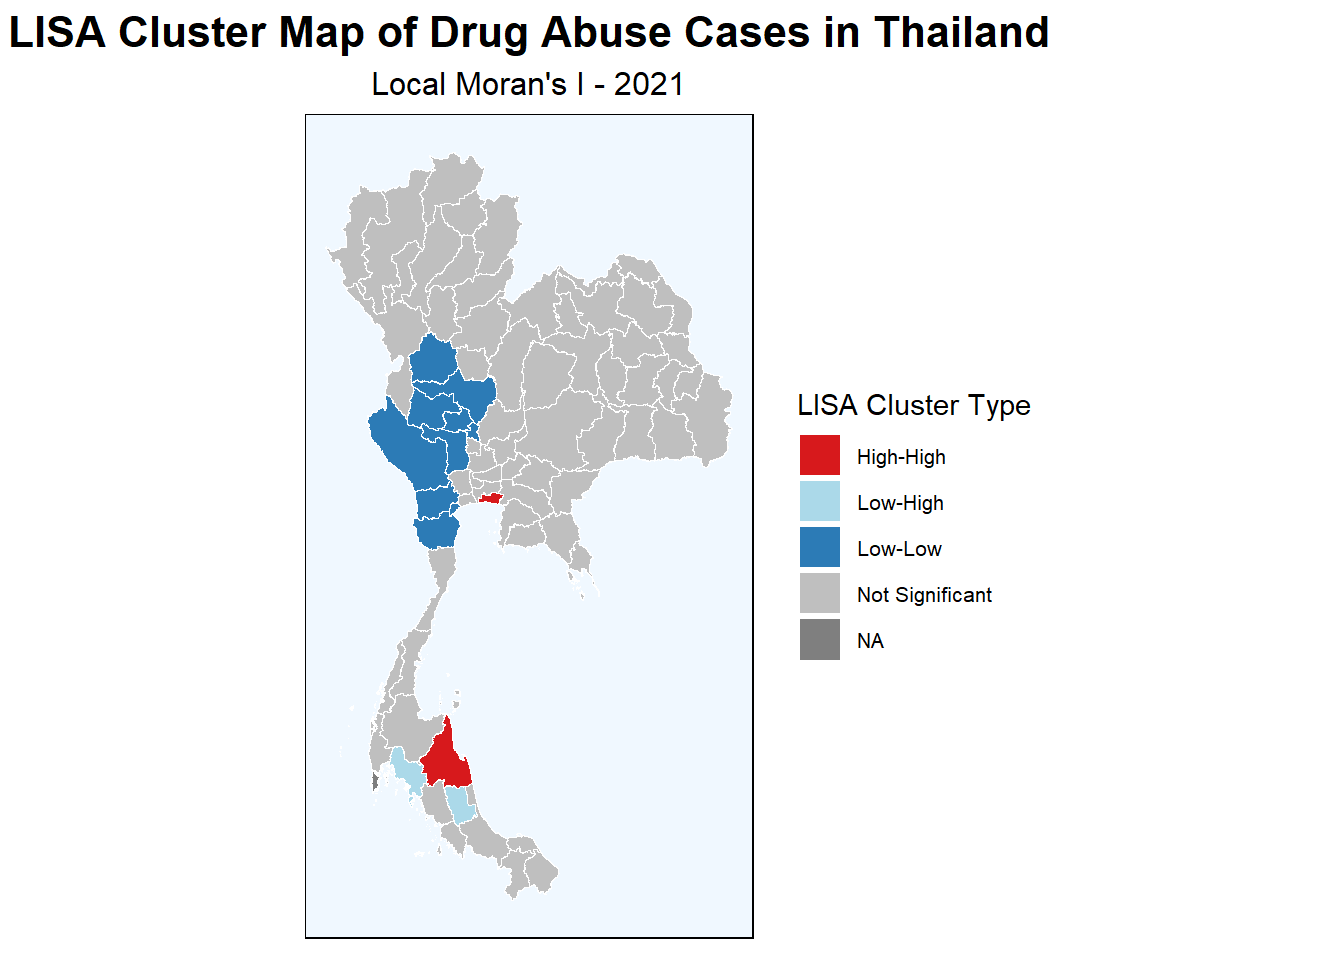 LISA Cluster Map of Drug Abuse Cases in Thailand
Local Moran's I - 2021
LISA Cluster Type
High-High
Low-High
Low-Low
Not Significant
NA